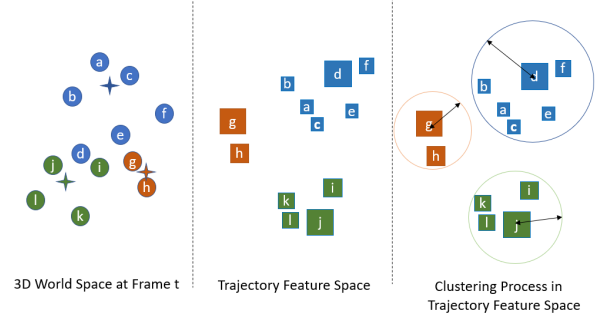 a
c
b
f
e
d
j
i
g
h
l
k
3D World Space at Frame t
d
f
b
a
e
c
g
h
i
k
l
j
Trajectory Feature Space
d
f
b
a
e
c
g
h
i
k
l
j
Clustering Process in
Trajectory Feature Space